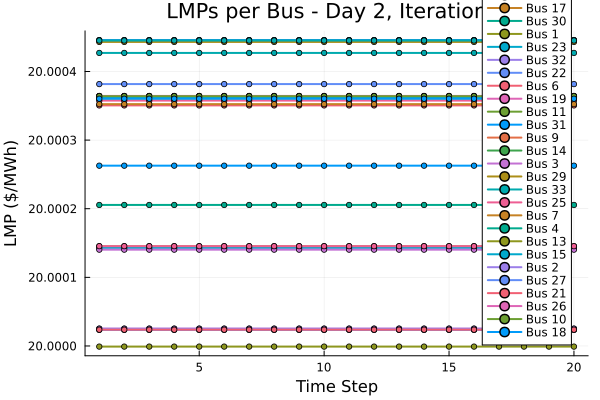 LMPs per Bus - Day 2, Iteration
LMP ($/MWh)
20.0004
20.0003
20.0002
20.0001
20.0000
5
10
15
20
Time Step
Bus 17
Bus 30
Bus 1
Bus 23
Bus 32
Bus 22
Bus 6
Bus 19
Bus 11
Bus 31
Bus 9
Bus 14
Bus 3
Bus 29
Bus 33
Bus 25
Bus 7
Bus 4
Bus 13
Bus 15
Bus 2
Bus 27
Bus 21
Bus 26
Bus 10
Bus 18